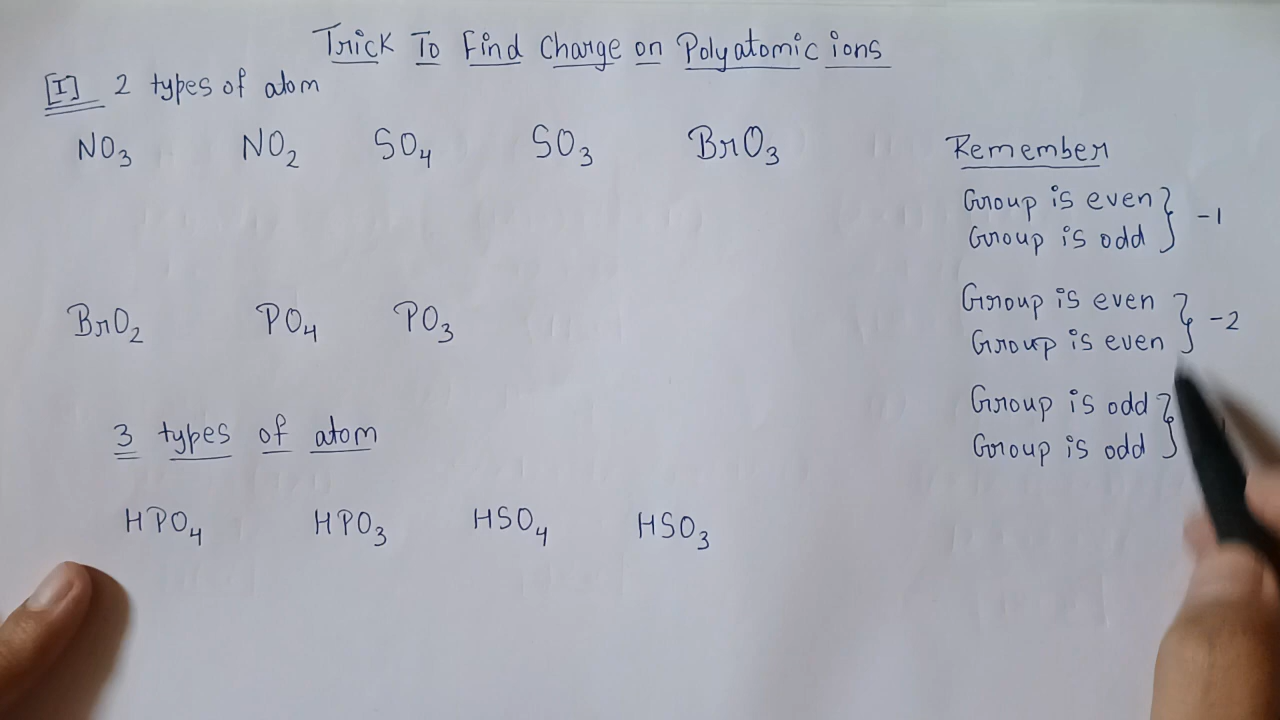 Trick To Find Charge on Polyatomic ions
[I] 2 types of atom
NO₃ NO₂ SO₄ SO₃ BrO₃
BrO₂ PO₄ PO₃
3 types of atom
HPO₄ HPO₃ HSO₄ HSO₃
Remember
Group is even
Group is odd } -1
Group is even
Group is even } -2
Group is odd
Group is odd }